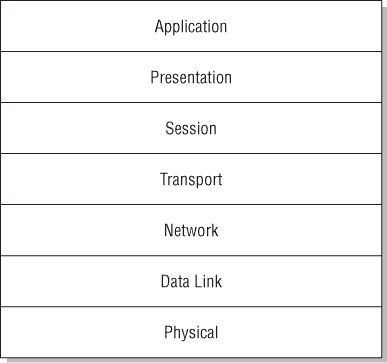 Application
Presentation
Session
Transport
Network
Data Link
Physical